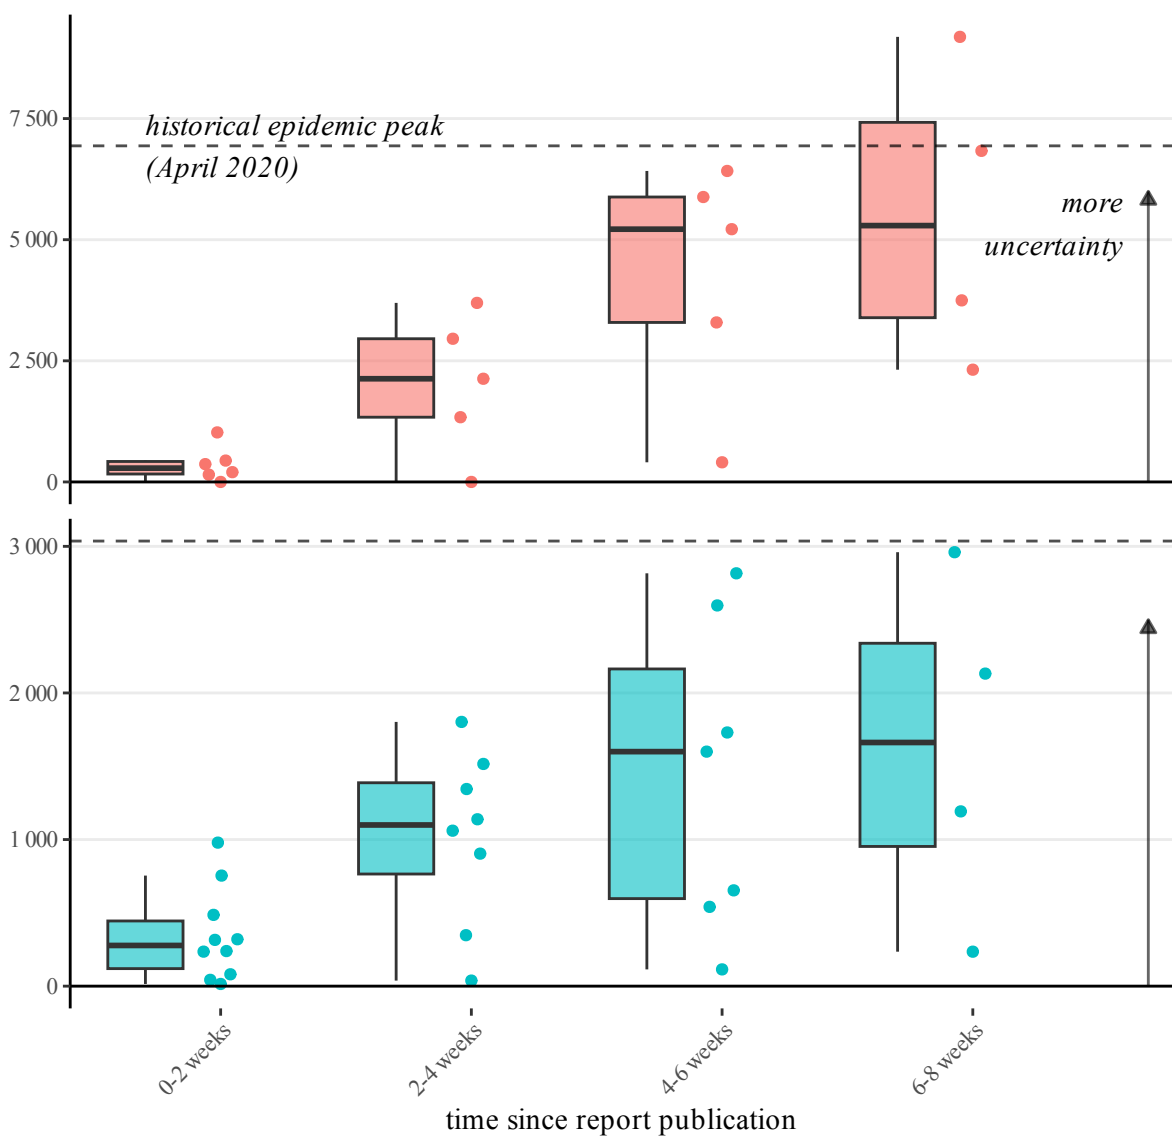 7 500
historical epidemic peak
(April 2020)
more
5 000
uncertainty
2 500
0
3 000
2 000
1 000
0
0-2 weeks
2-4 weeks
4-6 weeks
6-8 weeks
time since report publication